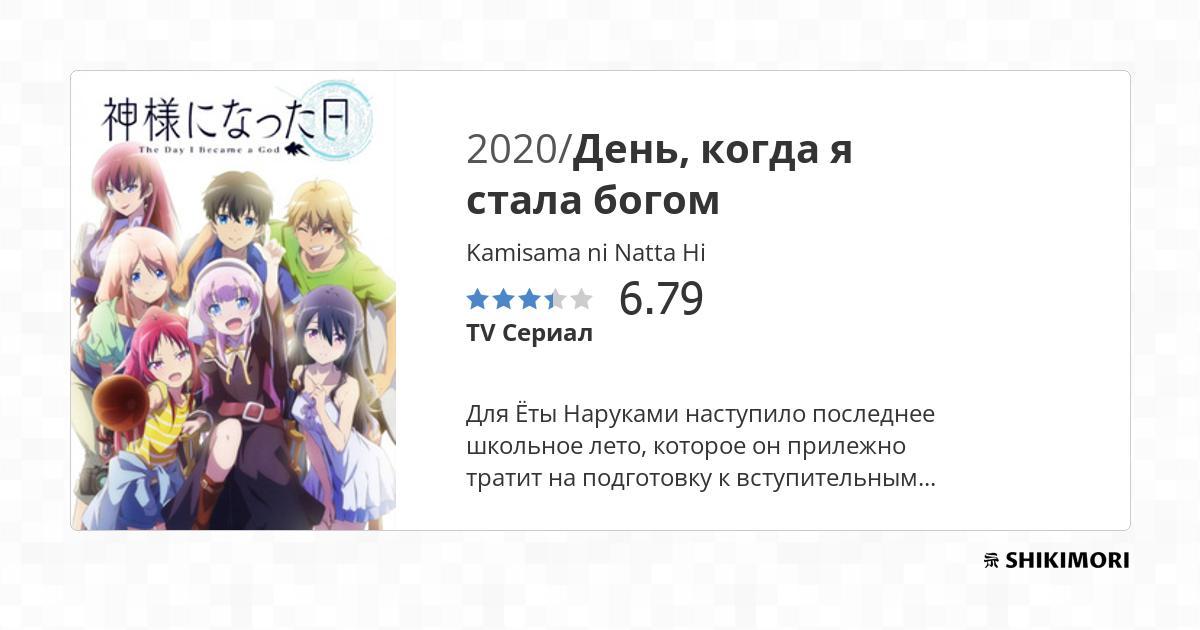 神様になった日
The Day I Became a God
2020/День, когда я
стала богом
Kamisama ni Natta Hi
6.79
TV Сериал
Для Ёты Наруками наступило последнее
школьное лето, которое он прилежно
тратит на подготовку к вступительным...
SHIKIMORI